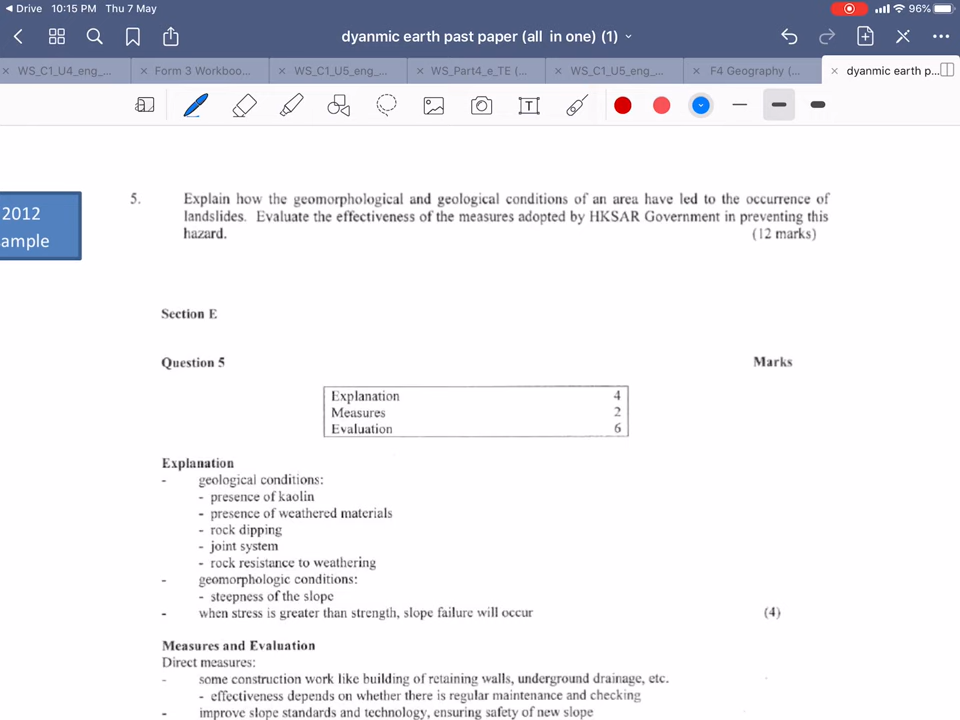 Drive 10:15 PM Thu 7 May 96%
dyanmic earth past paper (all in one) (1)
WS_C1_U4_eng_... Form 3 Workboo... WS_C1_U5_eng_... WS_Part4_e_TE (... WS_C1_U5_eng_... F4 Geography (... dyanmic earth p...
T
2012
ample
5. Explain how the geomorphological and geological conditions of an area have led to the occurrence of
landslides. Evaluate the effectiveness of the measures adopted by HKSAR Government in preventing this
hazard. (12 marks)
Section E
Question 5 Marks
Explanation 4
Measures 2
Evaluation 6
Explanation
- geological conditions:
- presence of kaolin
- presence of weathered materials
- rock dipping
- joint system
- rock resistance to weathering
- geomorphologic conditions:
- steepness of the slope
- when stress is greater than strength, slope failure will occur (4)
Measures and Evaluation
Direct measures:
- some construction work like building of retaining walls, underground drainage, etc.
- effectiveness depends on whether there is regular maintenance and checking
- improve slope standards and technology, ensuring safety of new slope